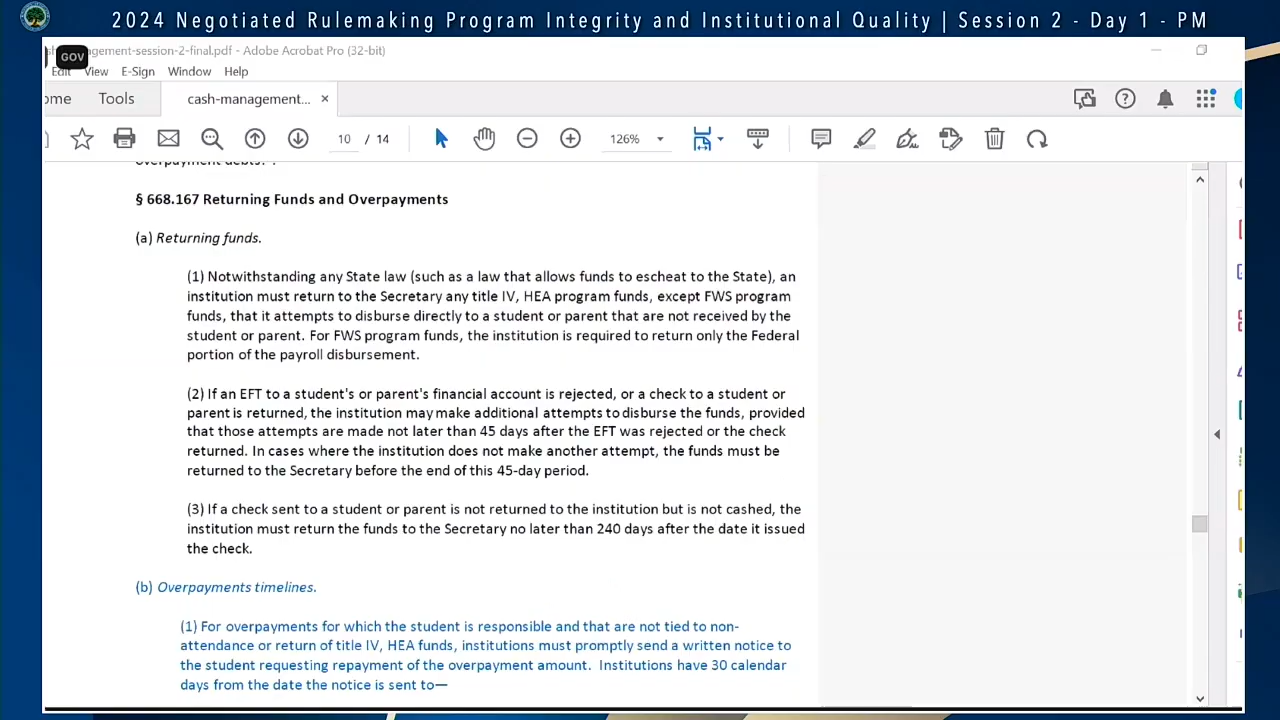 2024 Negotiated Rulemaking Program Integrity and Institutional Quality | Session 2 - Day 1 - PM
GOV
-management-session-2-final.pdf - Adobe Acrobat Pro (32-bit)
Edit View E-Sign Window Help
ome Tools cash-management... ×
10 / 14 126%
overpayment debts?
§ 668.167 Returning Funds and Overpayments
(a) Returning funds.
(1) Notwithstanding any State law (such as a law that allows funds to escheat to the State), an
institution must return to the Secretary any title IV, HEA program funds, except FWS program
funds, that it attempts to disburse directly to a student or parent that are not received by the
student or parent. For FWS program funds, the institution is required to return only the Federal
portion of the payroll disbursement.
(2) If an EFT to a student's or parent's financial account is rejected, or a check to a student or
parent is returned, the institution may make additional attempts to disburse the funds, provided
that those attempts are made not later than 45 days after the EFT was rejected or the check
returned. In cases where the institution does not make another attempt, the funds must be
returned to the Secretary before the end of this 45-day period.
(3) If a check sent to a student or parent is not returned to the institution but is not cashed, the
institution must return the funds to the Secretary no later than 240 days after the date it issued
the check.
(b) Overpayments timelines.
(1) For overpayments for which the student is responsible and that are not tied to non-
attendance or return of title IV, HEA funds, institutions must promptly send a written notice to
the student requesting repayment of the overpayment amount. Institutions have 30 calendar
days from the date the notice is sent to—